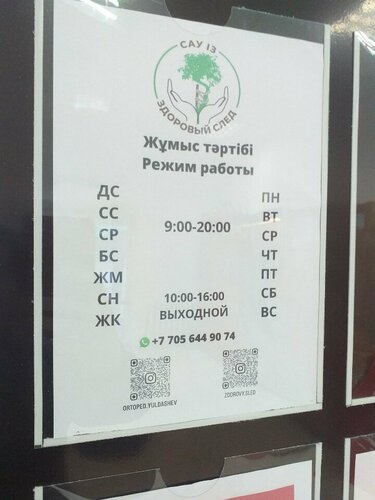 САУ ІЗ
ЗДОРОВЫЙ СЛЕД
Жұмыс тәртібі
Режим работы
ДС ПН
СС ВТ
9:00-20:00
СР СР
БС ЧТ
ЖМ ПТ
СН 10:00-16:00 СБ
ЖК ВЫХОДНОЙ ВС
+7 705 644 90 74
ORTOPED.YULDASHEV
ZDOROVY.SLED